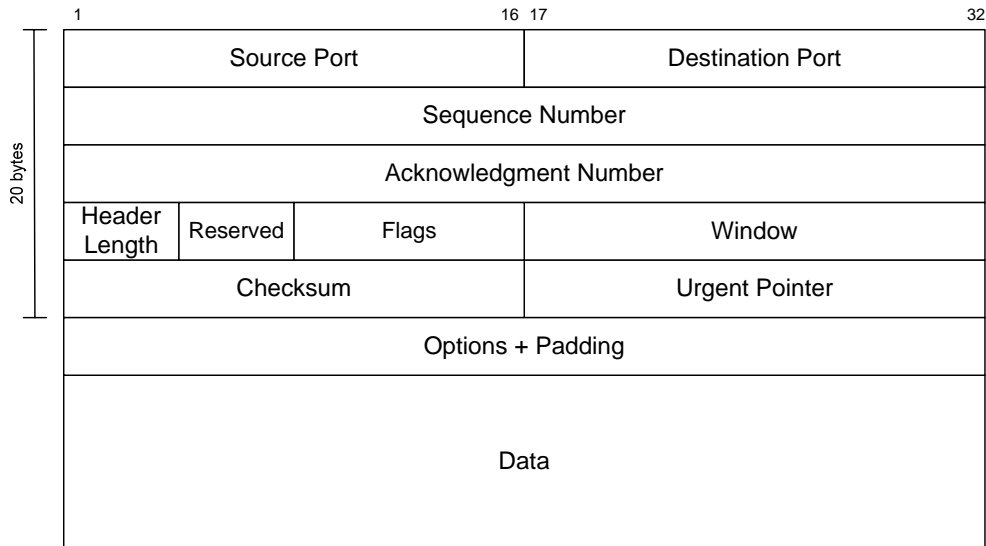 1 16 17 32
Source Port Destination Port
Sequence Number
20 bytes
Acknowledgment Number
Header
Length
Reserved Flags Window
Checksum Urgent Pointer
Options + Padding
Data